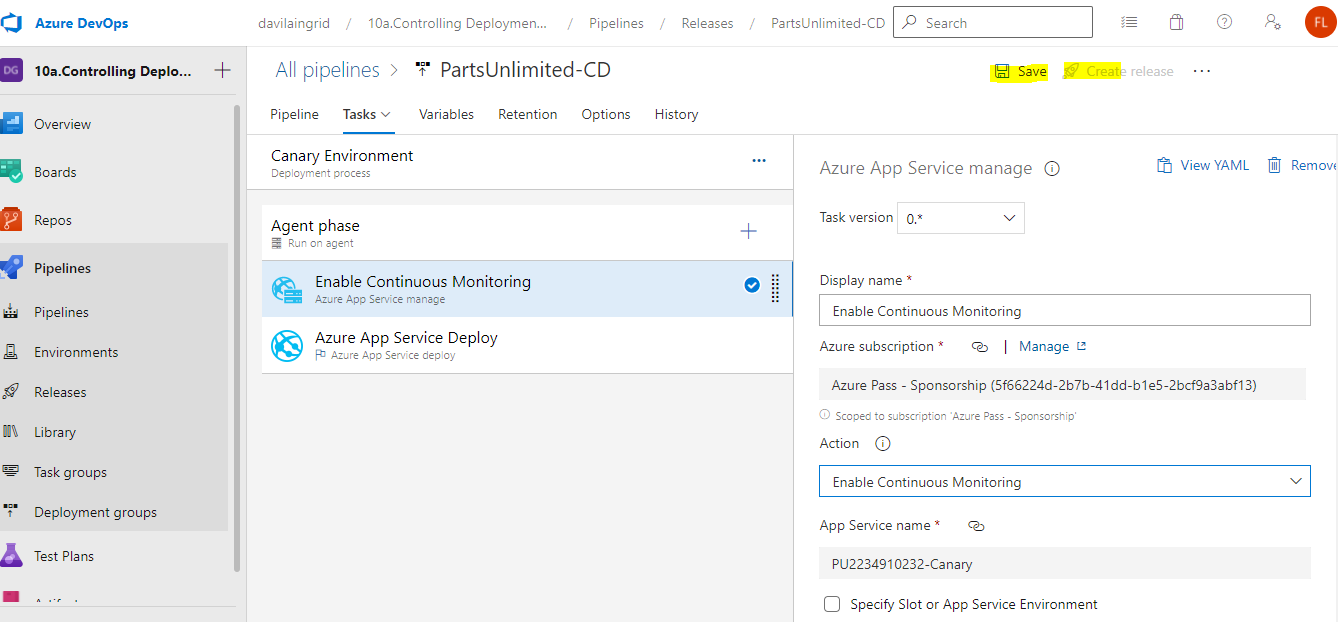 Azure DevOps
davilaingrid / 10a.Controlling Deploymen... / Pipelines / Releases / PartsUnlimited-CD
Search
FL
DG 10a.Controlling Deplo...
Overview
Boards
Repos
Pipelines
Pipelines
Environments
Releases
Library
Task groups
Deployment groups
Test Plans
All pipelines > PartsUnlimited-CD
Save
Create release
Pipeline Tasks Variables Retention Options History
Canary Environment
Deployment process
Agent phase
Run on agent
Enable Continuous Monitoring
Azure App Service manage
Azure App Service Deploy
Azure App Service deploy
Azure App Service manage
View YAML
Remove
Task version 0.*
Display name *
Enable Continuous Monitoring
Azure subscription * | Manage
Azure Pass - Sponsorship (5f66224d-2b7b-41dd-b1e5-2bcf9a3abf13)
Scoped to subscription 'Azure Pass - Sponsorship'
Action
Enable Continuous Monitoring
App Service name *
PU2234910232-Canary
Specify Slot or App Service Environment